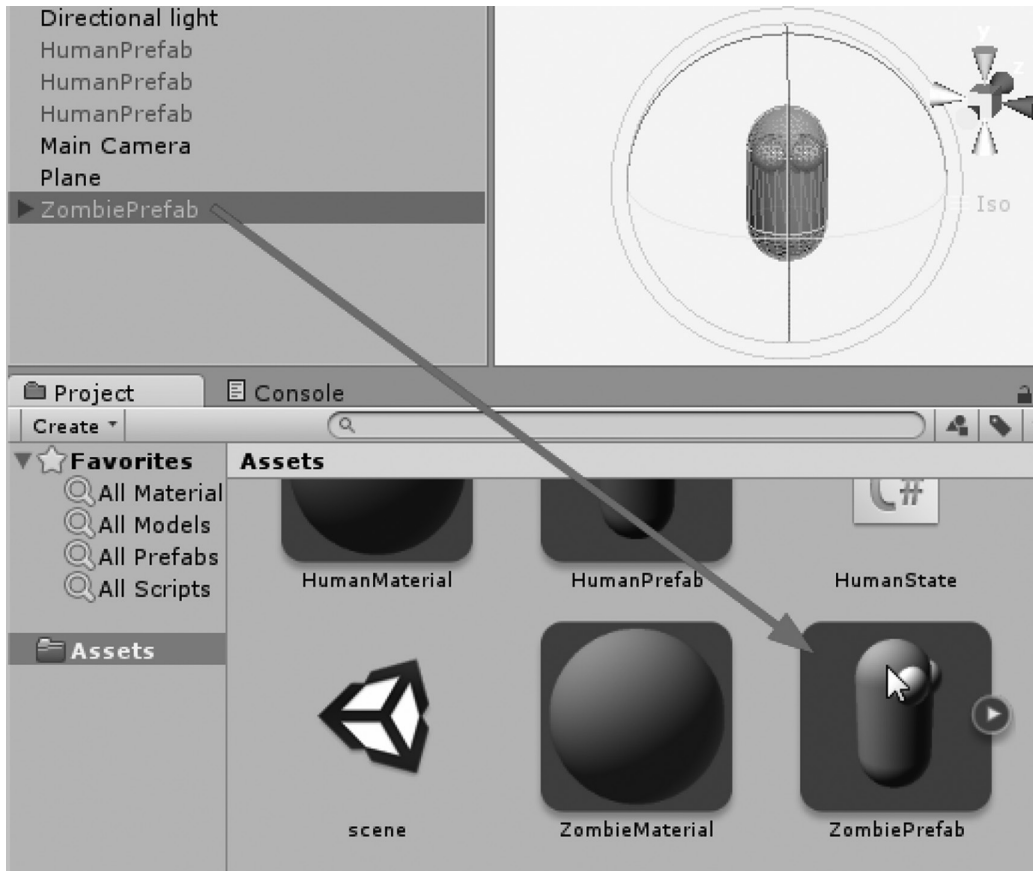 Directional light
HumanPrefab
HumanPrefab
HumanPrefab
Main Camera
Plane
ZombiePrefab
y
z
Iso
Project
Console
Create
Favorites
Assets
All Material
All Models
All Prefabs
All Scripts
Assets
C#
HumanMaterial
HumanPrefab
HumanState
scene
ZombieMaterial
ZombiePrefab